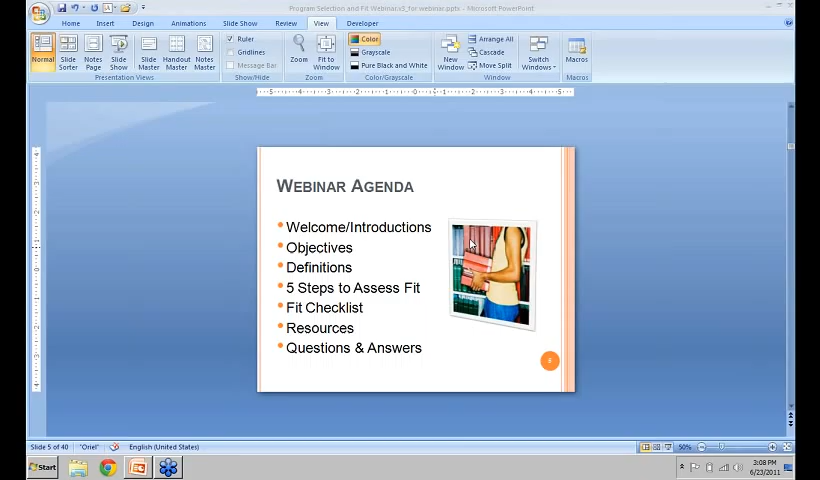 Program Selection and Fit Webinar.v3_for webinar.pptx - Microsoft PowerPoint
Home Insert Design Animations Slide Show Review View Developer
Normal Slide Sorter Notes Page Slide Show Slide Master Handout Master Notes Master
Ruler
Gridlines
Message Bar
Zoom Fit to Window
Color
Grayscale
Pure Black and White
New Window
Arrange All
Cascade
Move Split
Switch Windows
Macros
Presentation Views Show/Hide Zoom Color/Grayscale Window Macros
WEBINAR AGENDA
Welcome/Introductions
Objectives
Definitions
5 Steps to Assess Fit
Fit Checklist
Resources
Questions & Answers
Slide 5 of 40 "Oriel" English (United States) 50%
Start
3:08 PM
6/23/2011